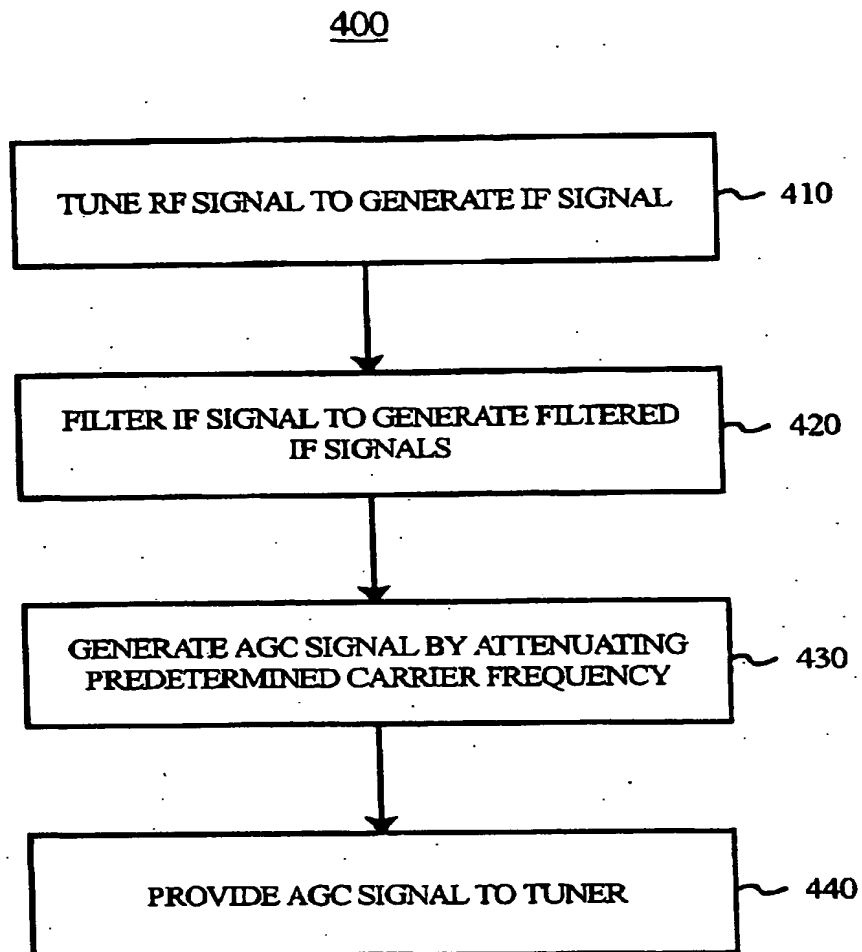 400
TUNE RF SIGNAL TO GENERATE IF SIGNAL
410
FILTER IF SIGNAL TO GENERATE FILTERED
IF SIGNALS
420
GENERATE AGC SIGNAL BY ATTENUATING
PREDETERMINED CARRIER FREQUENCY
430
PROVIDE AGC SIGNAL TO TUNER
440